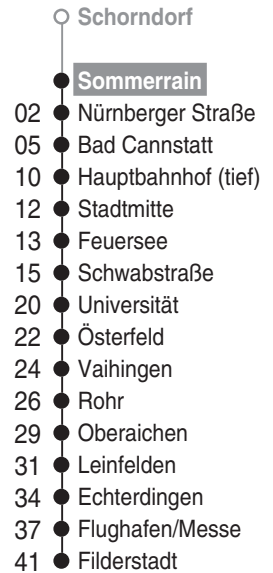 Schorndorf
Sommerrain
02 Nürnberger Straße
05 Bad Cannstatt
10 Hauptbahnhof (tief)
12 Stadtmitte
13 Feuersee
15 Schwabstraße
20 Universität
22 Österfeld
24 Vaihingen
26 Rohr
29 Oberaichen
31 Leinfelden
34 Echterdingen
37 Flughafen/Messe
41 Filderstadt